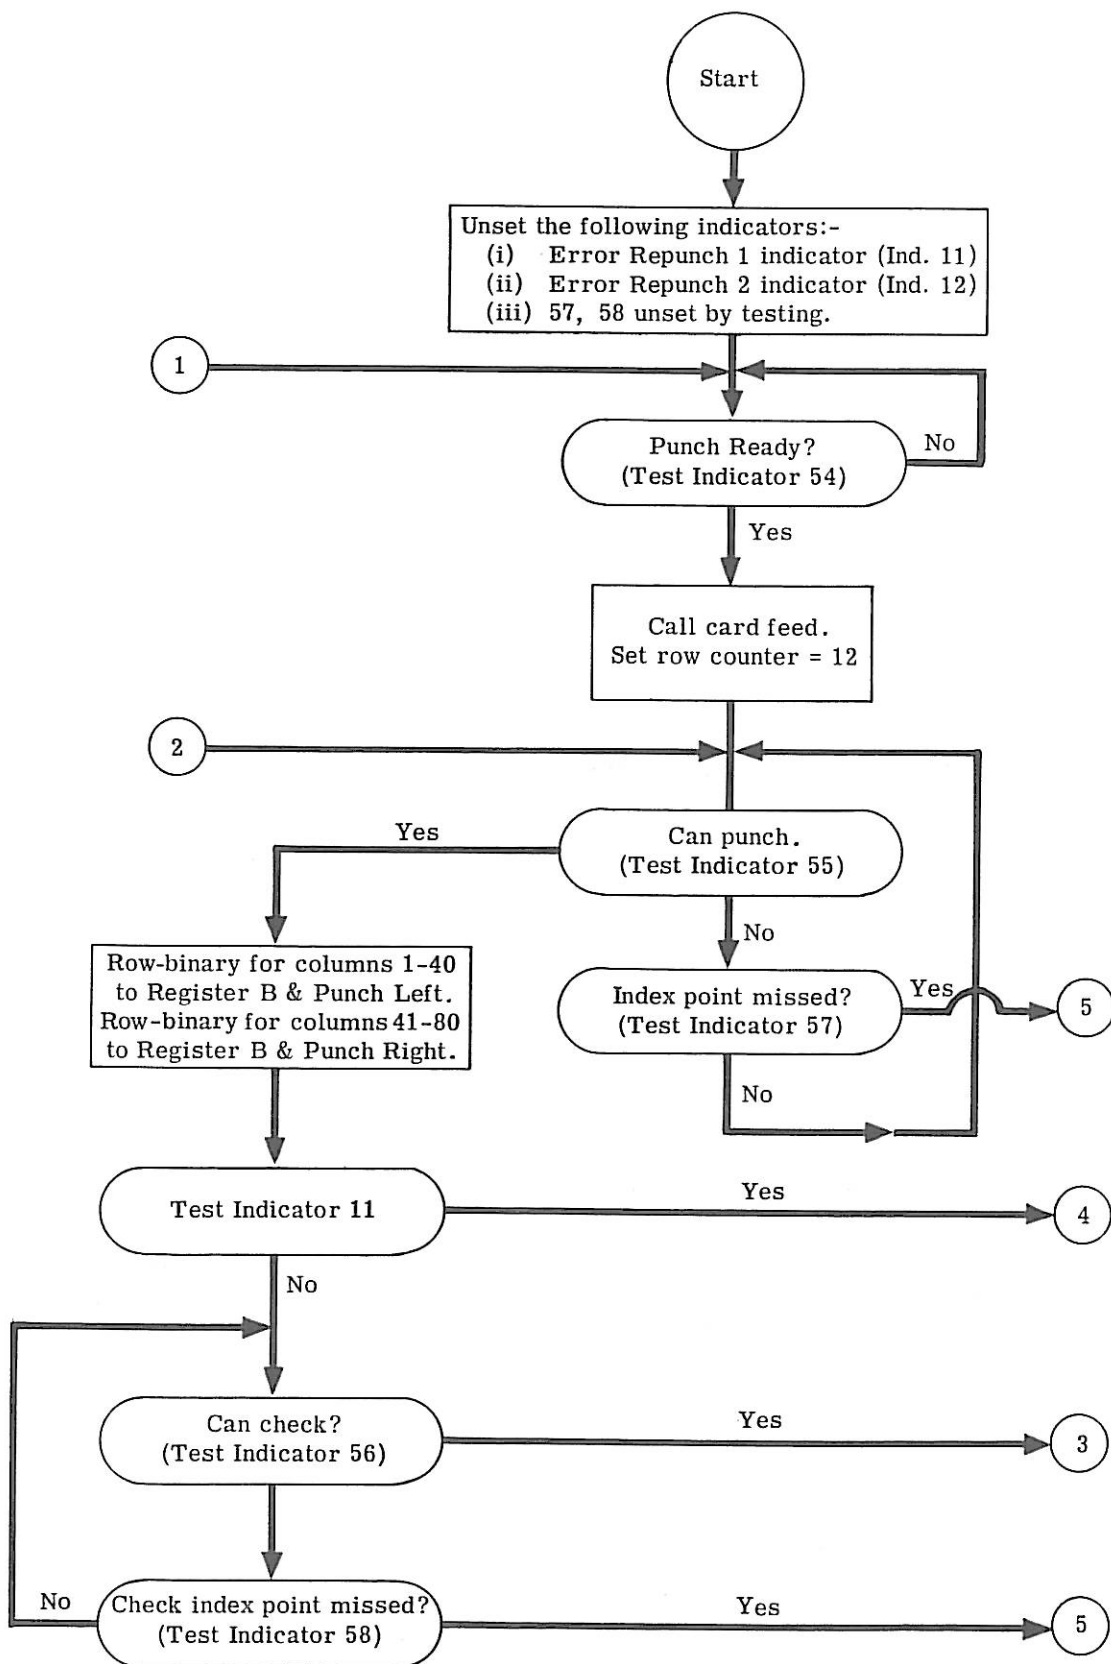 Start
Unset the following indicators:-
(i) Error Repunch 1 indicator (Ind. 11)
(ii) Error Repunch 2 indicator (Ind. 12)
(iii) 57, 58 unset by testing.
1
Punch Ready?
(Test Indicator 54)
No
Yes
Call card feed.
Set row counter = 12
2
Yes
Can punch.
(Test Indicator 55)
No
Row-binary for columns 1-40
to Register B & Punch Left.
Row-binary for columns 41-80
to Register B & Punch Right.
Index point missed?
(Test Indicator 57)
Yes
5
No
Test Indicator 11
Yes
4
No
Can check?
(Test Indicator 56)
Yes
3
No
Check index point missed?
(Test Indicator 58)
Yes
5